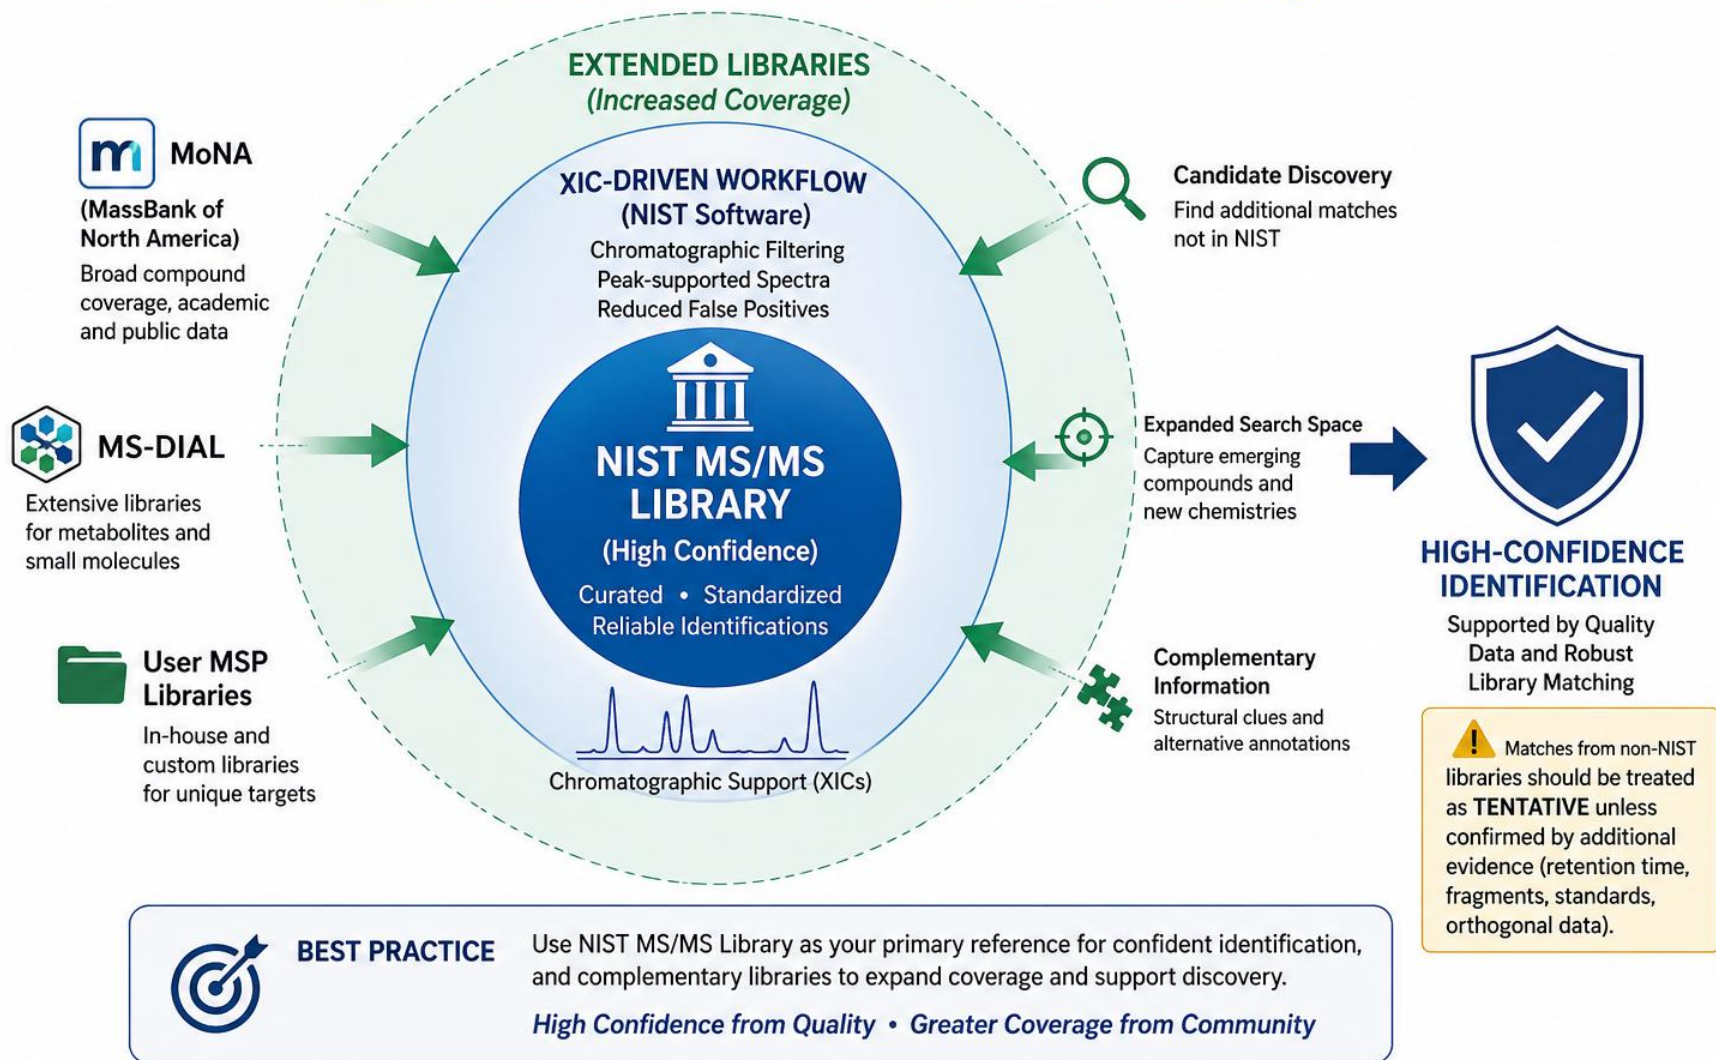 EXTENDED LIBRARIES
(Increased Coverage)
m MoNA
(MassBank of
North America)
Broad compound
coverage, academic
and public data
MS-DIAL
Extensive libraries
for metabolites and
small molecules
User MSP
Libraries
In-house and
custom libraries
for unique targets
XIC-DRIVEN WORKFLOW
(NIST Software)
Chromatographic Filtering
Peak-supported Spectra
Reduced False Positives
NIST MS/MS
LIBRARY
(High Confidence)
Curated • Standardized
Reliable Identifications
Chromatographic Support (XICs)
Candidate Discovery
Find additional matches
not in NIST
Expanded Search Space
Capture emerging
compounds and
new chemistries
Complementary
Information
Structural clues and
alternative annotations
HIGH-CONFIDENCE
IDENTIFICATION
Supported by Quality
Data and Robust
Library Matching
! Matches from non-NIST
libraries should be treated
as TENTATIVE unless
confirmed by additional
evidence (retention time,
fragments, standards,
orthogonal data).
BEST PRACTICE
Use NIST MS/MS Library as your primary reference for confident identification,
and complementary libraries to expand coverage and support discovery.
High Confidence from Quality • Greater Coverage from Community